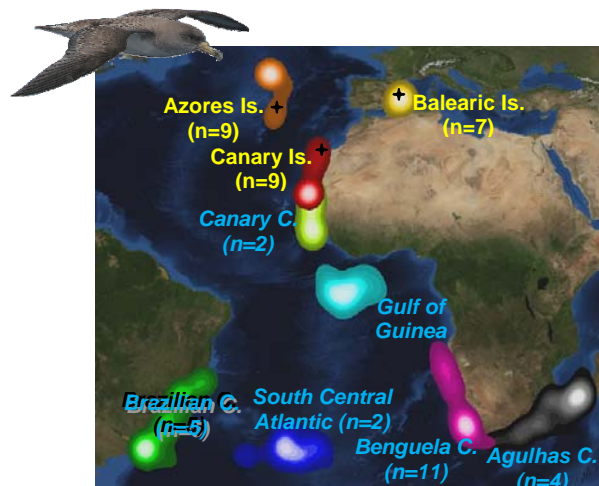 Azores Is.
(n=9)
Balearic Is.
(n=7)
Canary Is.
(n=9)
Canary C.
(n=2)
Gulf of
Guinea
Brazilian C.
(n=5)
South Central
Atlantic (n=2)
Benguela C.
(n=11)
Agulhas C.
(n=4)